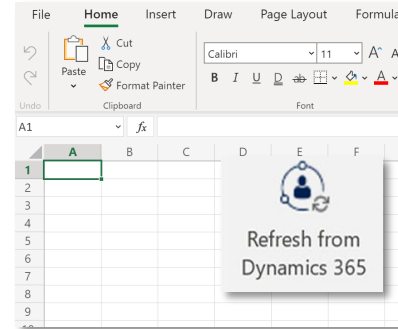 File Home Insert Draw Page Layout Formula
Cut
Calibri 11 A A
Paste Copy
Format Painter
B I U D ab A
Undo Clipboard Font
A1 fx
A B C D E F
1
2
3
4
5
6
7
8
9
Refresh from
Dynamics 365